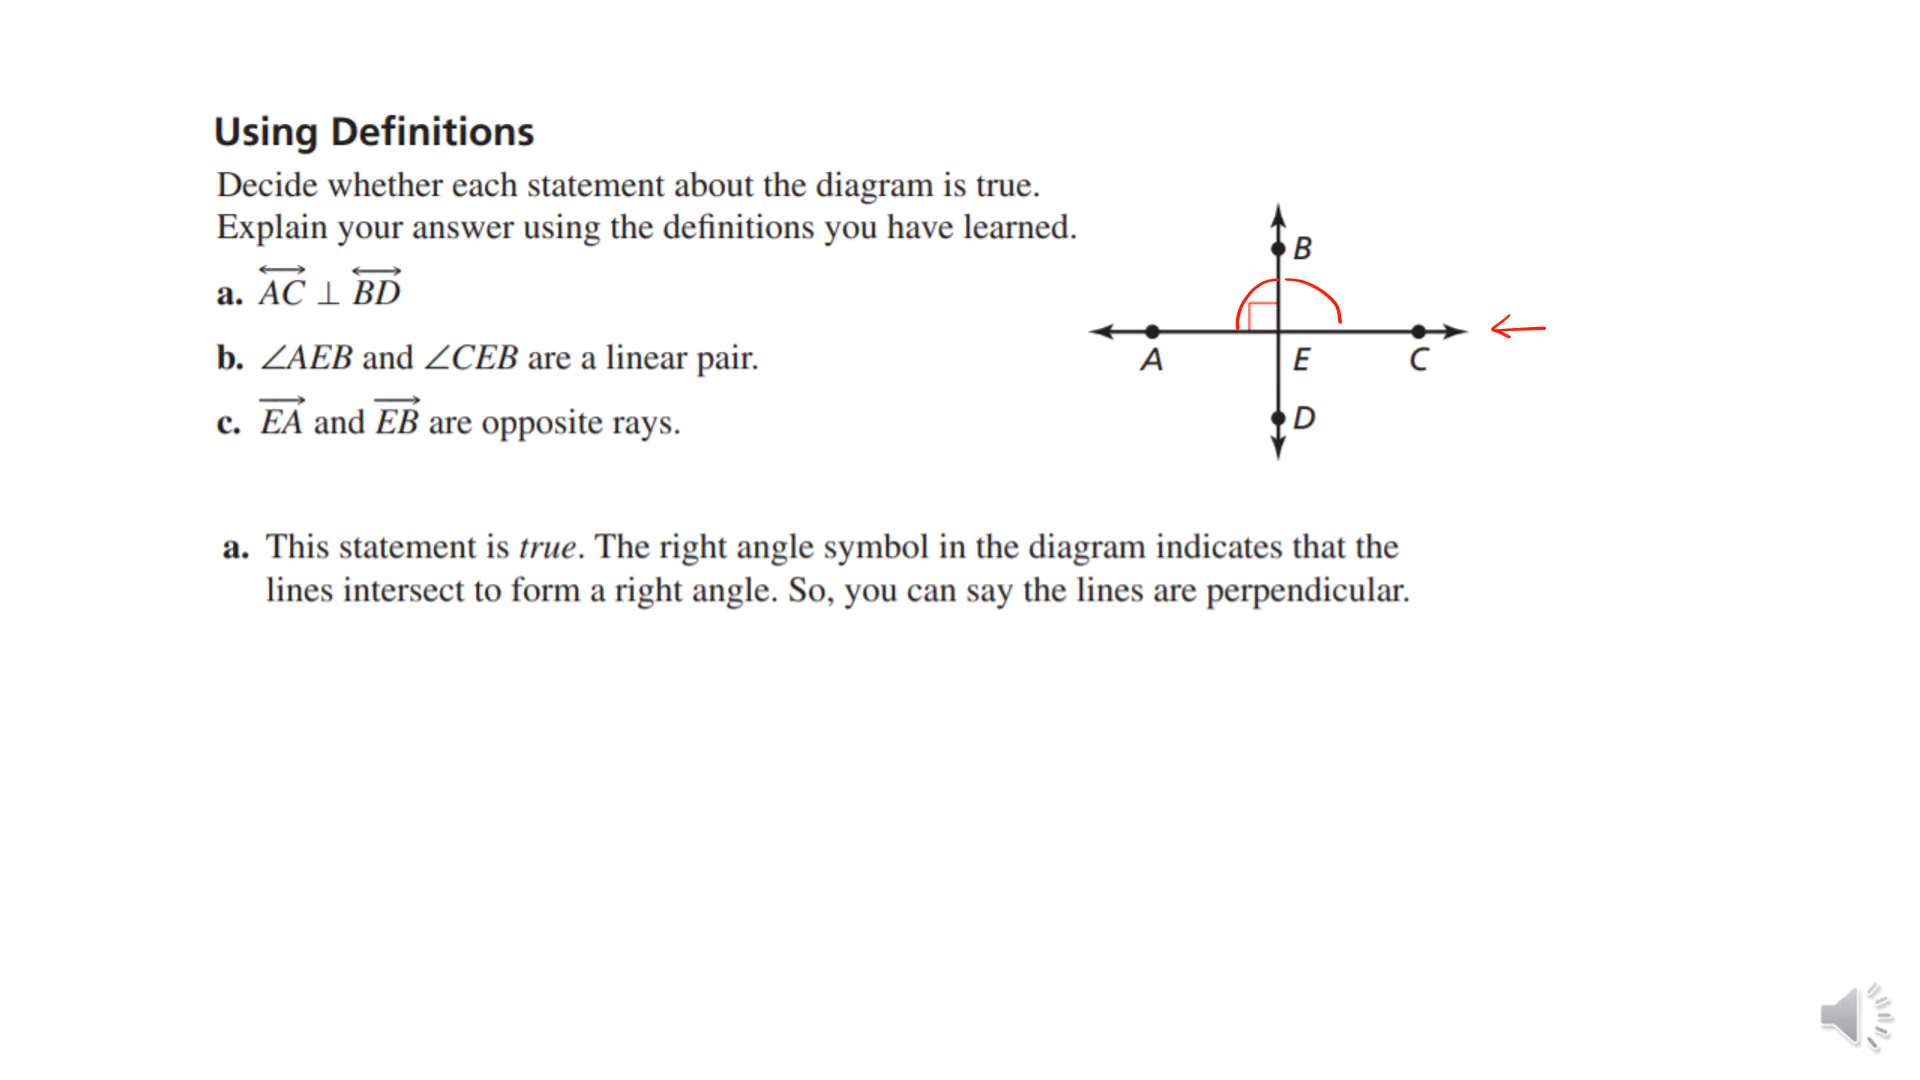 Using Definitions
Decide whether each statement about the diagram is true.
Explain your answer using the definitions you have learned.
a. AC ⊥ BD
b. ∠AEB and ∠CEB are a linear pair.
c. EA and EB are opposite rays.
B
A
E
C
D
a. This statement is true. The right angle symbol in the diagram indicates that the
lines intersect to form a right angle. So, you can say the lines are perpendicular.